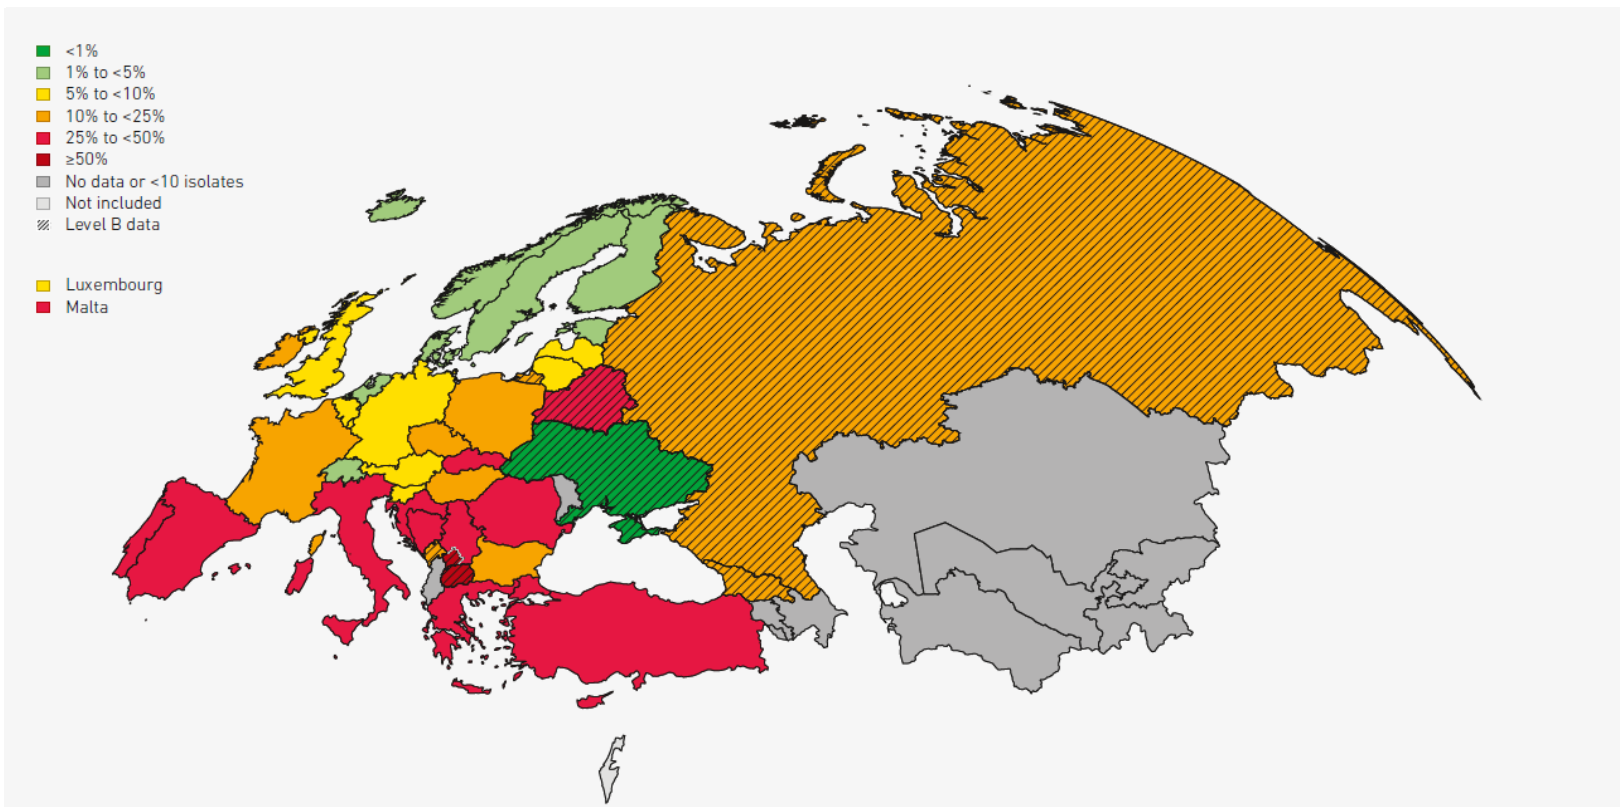 <1%
1% to <5%
5% to <10%
10% to <25%
25% to <50%
≥50%
No data or <10 isolates
Not included
Level B data
Luxembourg
Malta